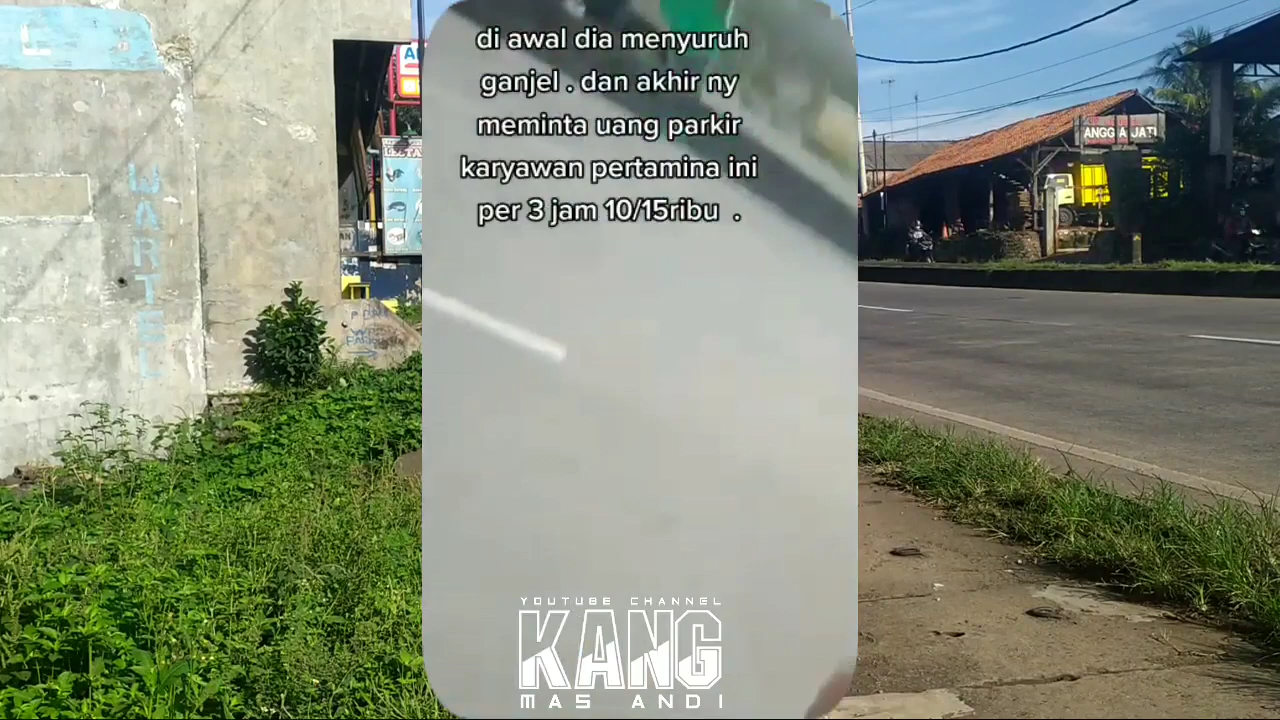 di awal dia menyuruh
ganjel . dan akhir ny
meminta uang parkir
karyawan pertamina ini
per 3 jam 10/15ribu .
WARTEL
ANGGIA JATI
YOUTUBE CHANNEL
KANG
MAS ANDI